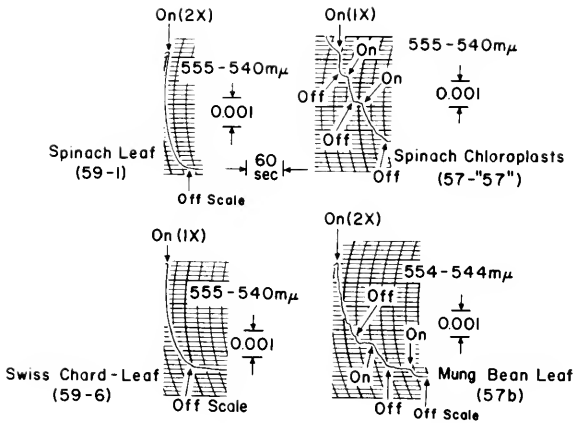 On(2X)
555-540mμ
0.001
Spinach Leaf
(59-1)
Off Scale
60
sec
On(1X)
On
On
Off
Off
Off
555-540mμ
0.001
Spinach Chloroplasts
(57-"57")
On(1X)
555-540mμ
0.001
Swiss Chard-Leaf
(59-6)
Off Scale
On(2X)
Off
On
On
Off
Off Scale
554-544mμ
0.001
Mung Bean Leaf
(57b)